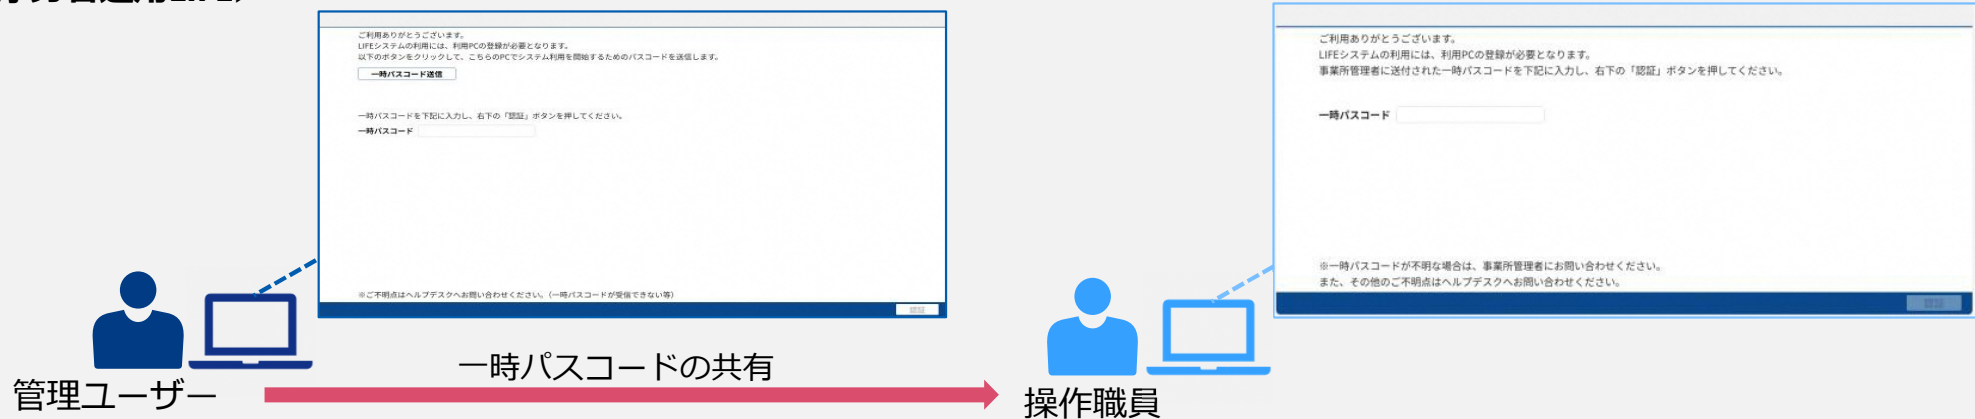 ご利用ありがとうございます。
LIFEシステムの利用には、利用PCの登録が必要となります。
以下のボタンをクリックして、こちらのPCでシステム利用を開始するためのパスコードを送信します。
一時パスコード送信
一時パスコードを下記に入力し、右下の「認証」ボタンを押してください。
一時パスコード
※ご不明点はヘルプデスクへお問い合わせください。(一時パスコードが受信できない等)
認証
ご利用ありがとうございます。
LIFEシステムの利用には、利用PCの登録が必要となります。
事業所管理者に送付された一時パスコードを下記に入力し、右下の「認証」ボタンを押してください。
一時パスコード
※一時パスコードが不明な場合は、事業所管理者にお問い合わせください。
また、その他のご不明点はヘルプデスクへお問い合わせください。
認証
一時パスコードの共有
管理ユーザー
操作職員